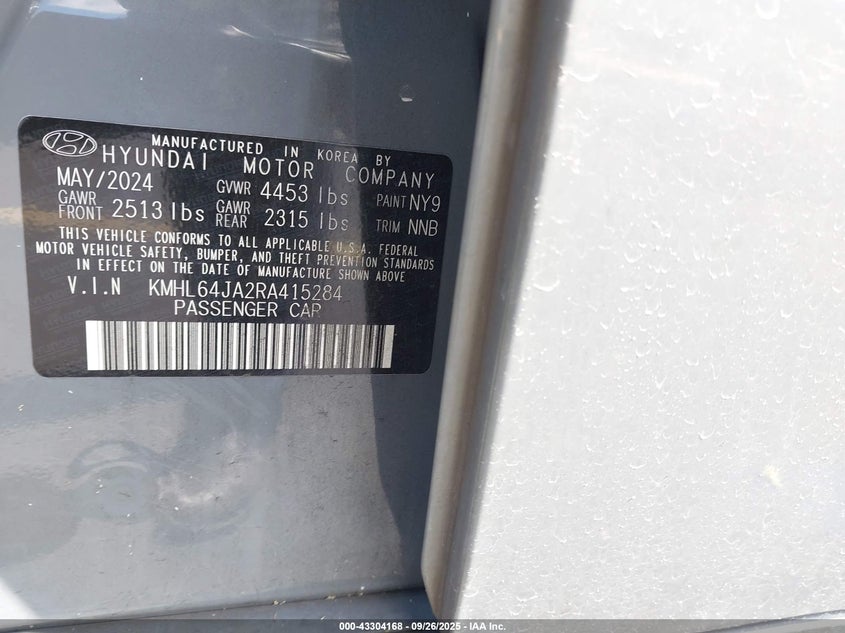 MANUFACTURED IN KOREA BY
HYUNDAI MOTOR COMPANY
MAY/2024 GVWR 4453 lbs PAINT NY9
GAWR FRONT 2513 lbs GAWR REAR 2315 lbs TRIM NNB
THIS VEHICLE CONFORMS TO ALL APPLICABLE U.S.A. FEDERAL
MOTOR VEHICLE SAFETY, BUMPER, AND THEFT PREVENTION STANDARDS
IN EFFECT ON THE DATE OF MANUFACTURE SHOWN ABOVE
V.I.N KMHL64JA2RA415284
PASSENGER CAR
000-43304168 - 09/26/2025 - IAA Inc.